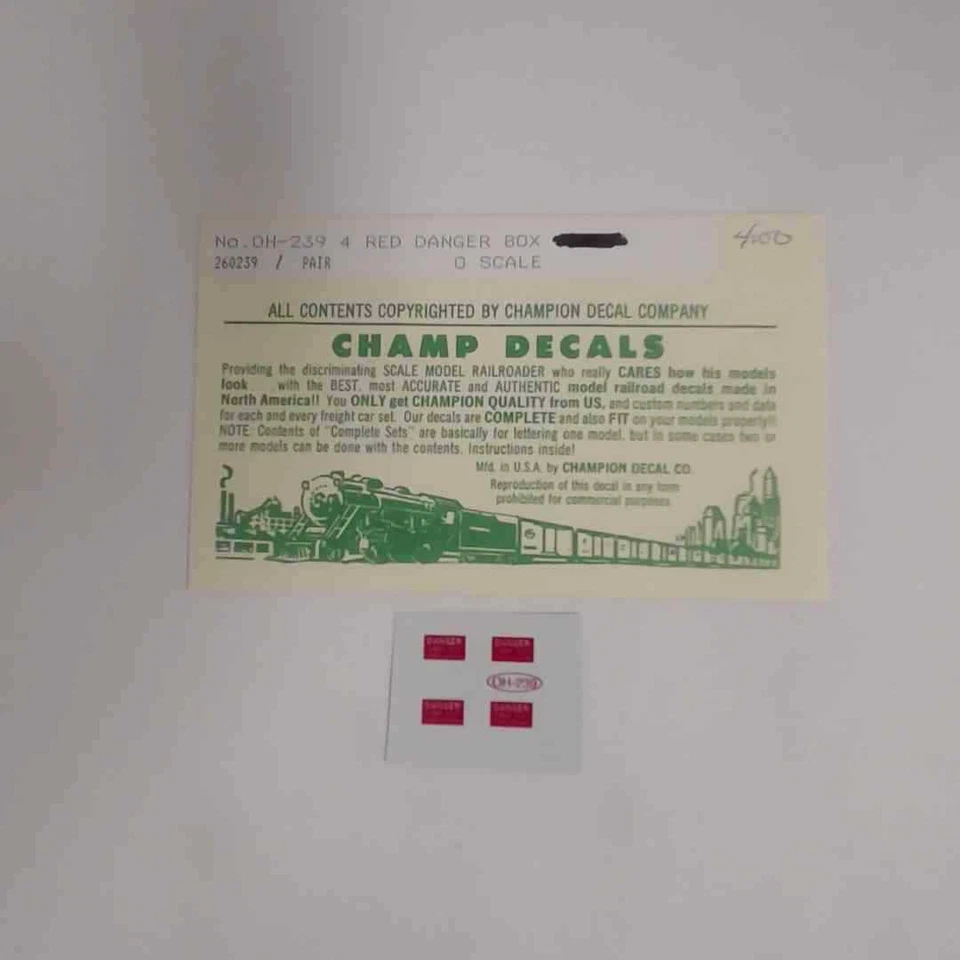 No.DH-239 4 RED DANGER BOX
4.00
260239 / PAIR O SCALE
ALL CONTENTS COPYRIGHTED BY CHAMPION DECAL COMPANY
CHAMP DECALS
Providing the discriminating SCALE MODEL RAILROADER who really CARES how his models
look . . . with the BEST, most ACCURATE and AUTHENTIC model railroad decals made in
North America!! You ONLY get CHAMPION QUALITY from US, and custom numbers and data
for each and every freight car set. Our decals are COMPLETE and also FIT on your models properly!!
NOTE: Contents of "Complete Sets" are basically for lettering one model, but in some cases two or
more models can be done with the contents. Instructions inside!
Mfd. in U.S.A. by CHAMPION DECAL CO.
Reproduction of this decal in any form
prohibited for commercial purposes.
DANGER DANGER
DH-239
DANGER DANGER